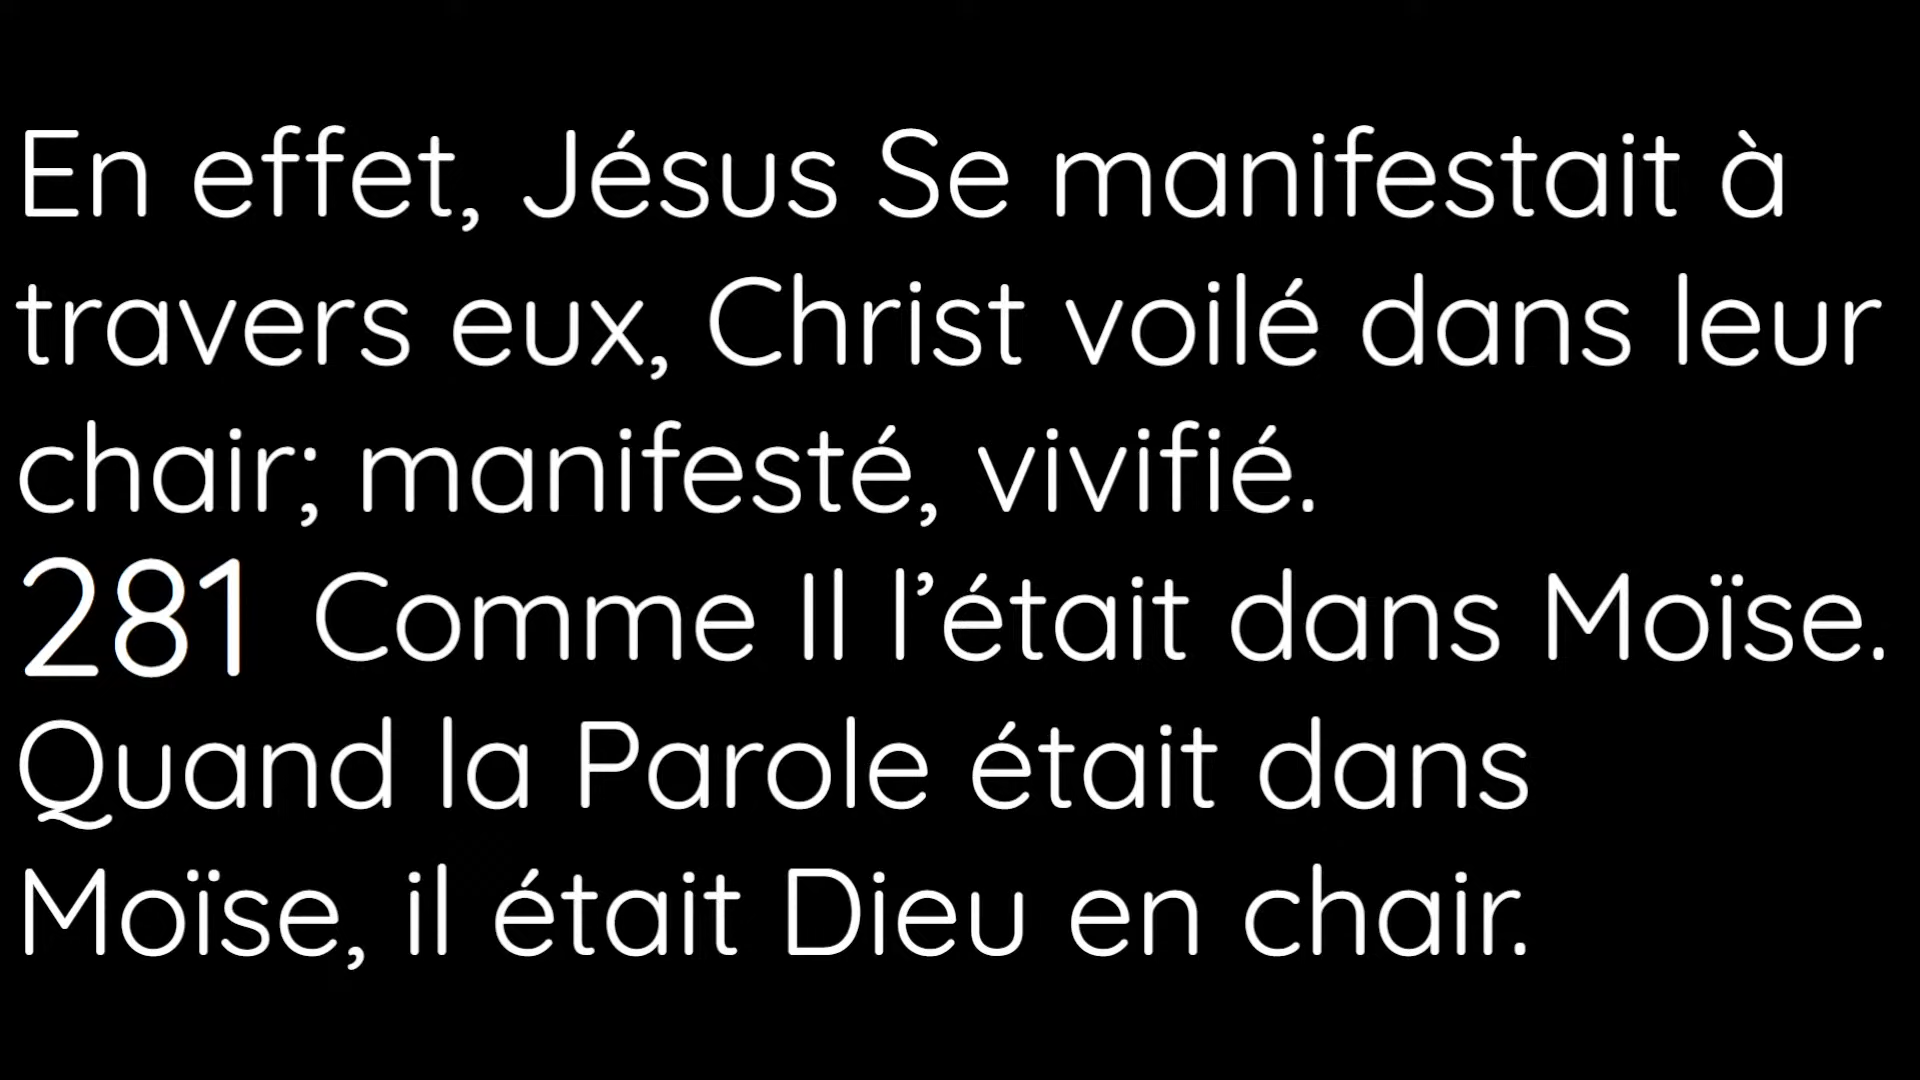 En effet, Jésus Se manifestait à
travers eux, Christ voilé dans leur
chair; manifesté, vivifié.
281 Comme Il l’était dans Moïse.
Quand la Parole était dans
Moïse, il était Dieu en chair.